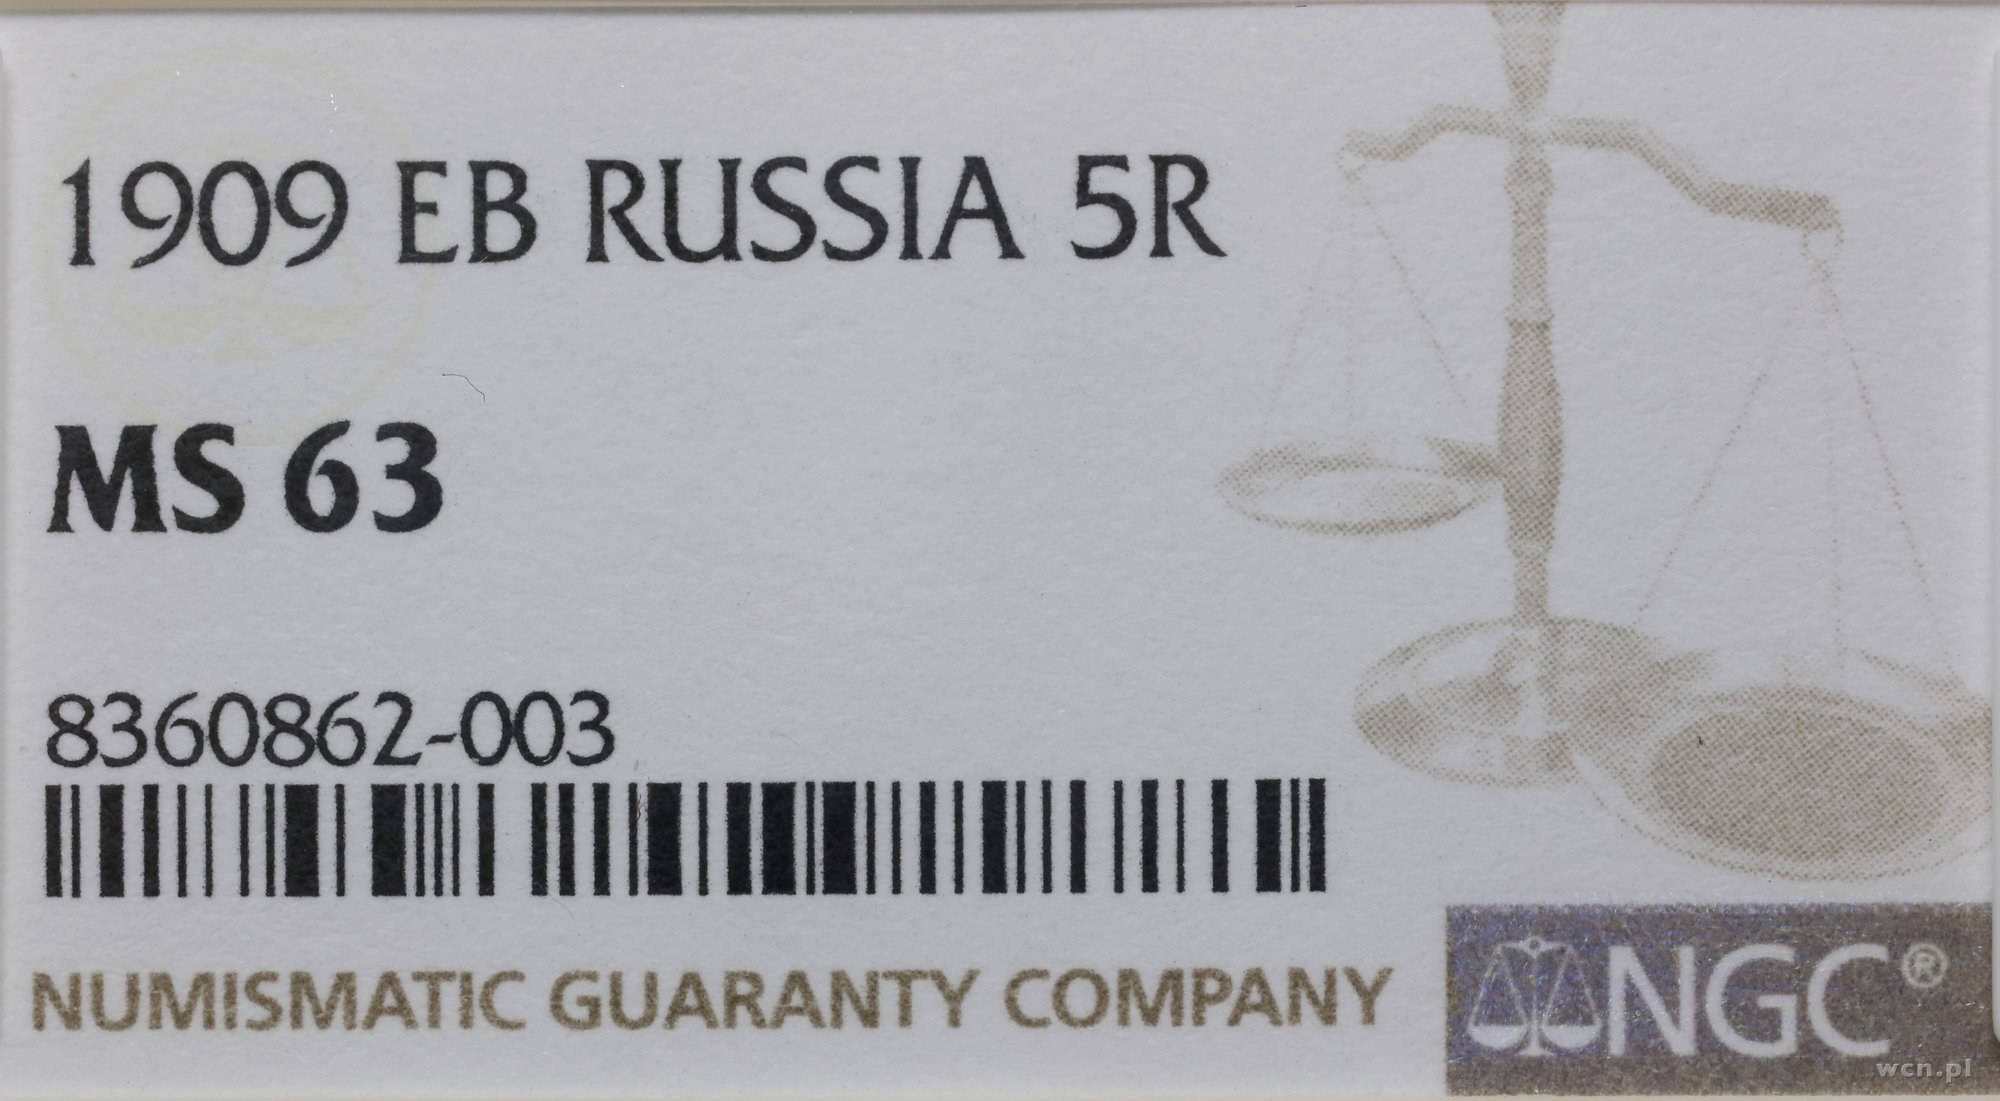 1909 EB RUSSIA 5R
MS 63
8360862-003
NUMISMATIC GUARANTY COMPANY
NGC®
wcn.pl